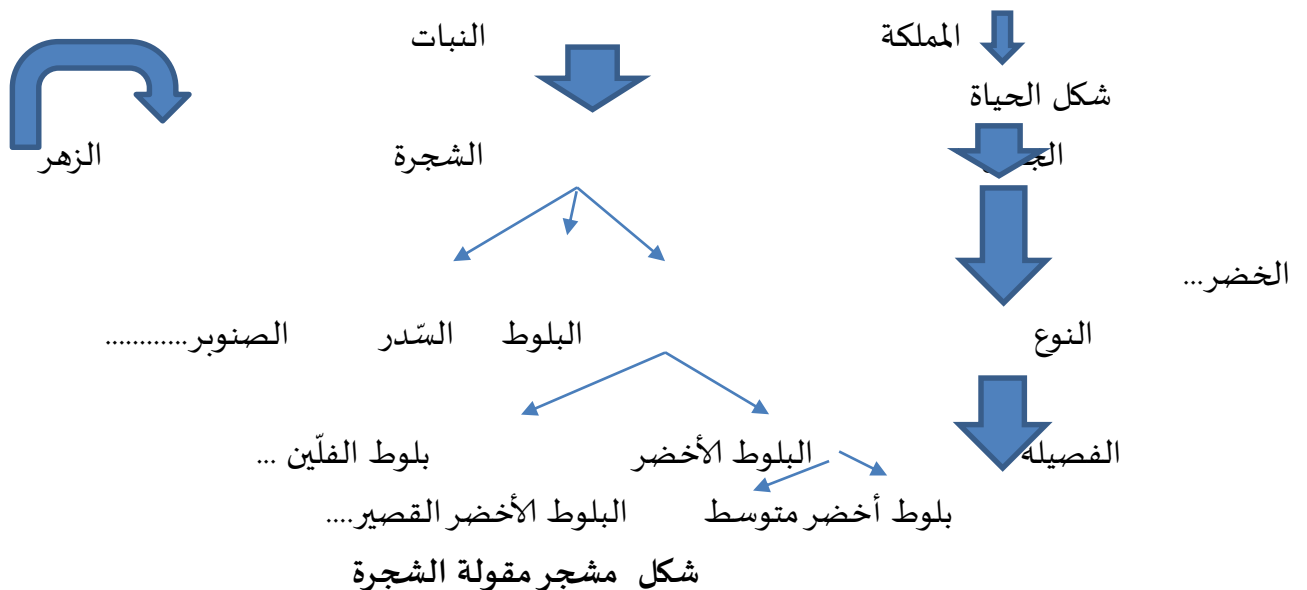 المملكة النبات
شكل الحياة
الشجرة الزهر
الخضر...
النوع البلوط السّدر الصنوبر............
الفصيلة البلوط الأخضر بلوط الفلّين ...
بلوط أخضر متوسط البلوط الأخضر القصير....
شكل مشجر مقولة الشجرة